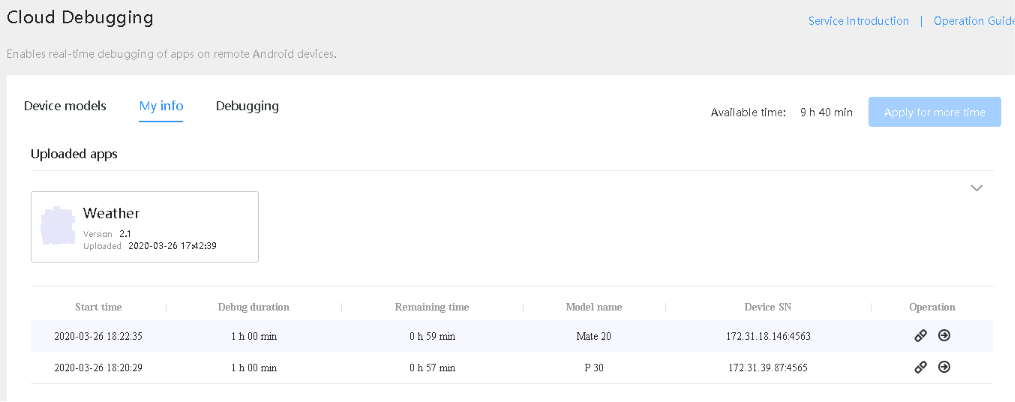 Cloud Debugging
Service Introduction | Operation Guide
Enables real-time debugging of apps on remote Android devices.
Device models My info Debugging
Available time: 9 h 40 min Apply for more time
Uploaded apps
Weather
Version 2.1
Uploaded 2020-03-26 17:42:39
Start time Debug duration Remaining time Model name Device SN Operation
2020-03-26 18:22:35 1 h 00 min 0 h 59 min Mate 20 172.31.18.146:4563
2020-03-26 18:20:29 1 h 00 min 0 h 57 min P 30 172.31.39.87:4565